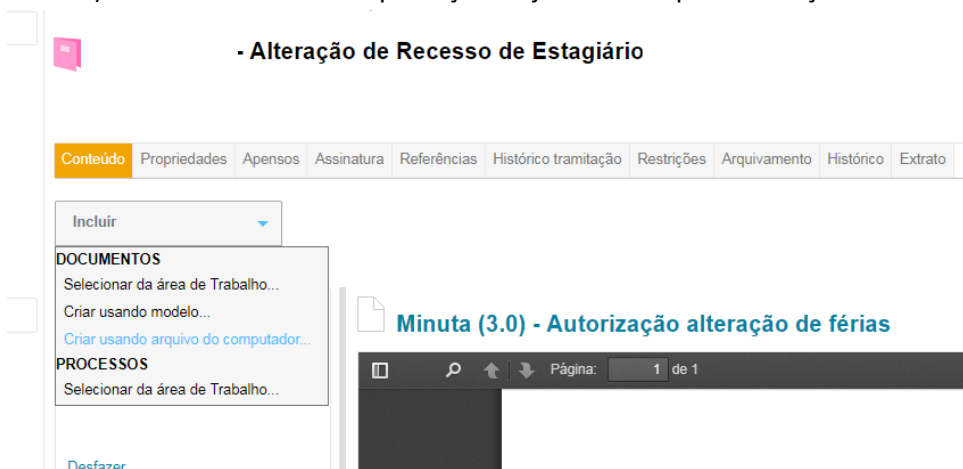 - Alteração de Recesso de Estagiário
Conteúdo Propriedades Apensos Assinatura Referências Histórico tramitação Restrições Arquivamento Histórico Extrato
Incluir
DOCUMENTOS
Selecionar da área de Trabalho...
Criar usando modelo...
Criar usando arquivo do computador...
PROCESSOS
Selecionar da área de Trabalho...
Desfazer
Minuta (3.0) - Autorização alteração de férias
Página: 1 de 1